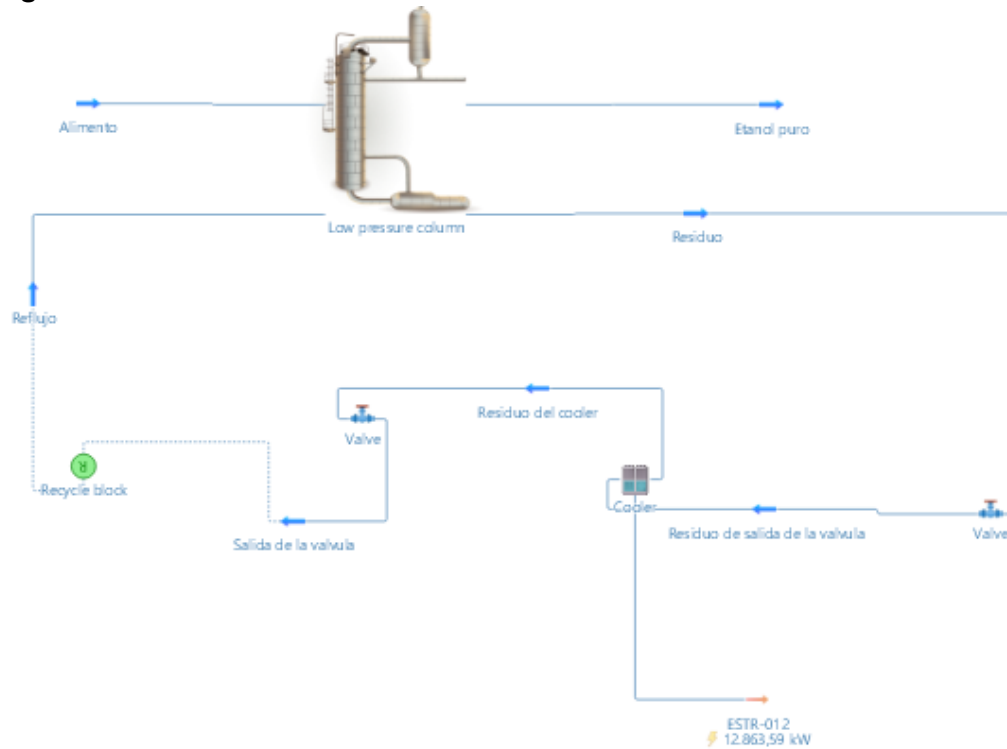 Alimento
Etanol puro
Low pressure column
Residuo
Reflujo
Residuo del cooler
Valve
R
Recycle block
Cooler
Salida de la valvula
Residuo de salida de la valvula
Valve
ESTR-012
12.863,59 kW